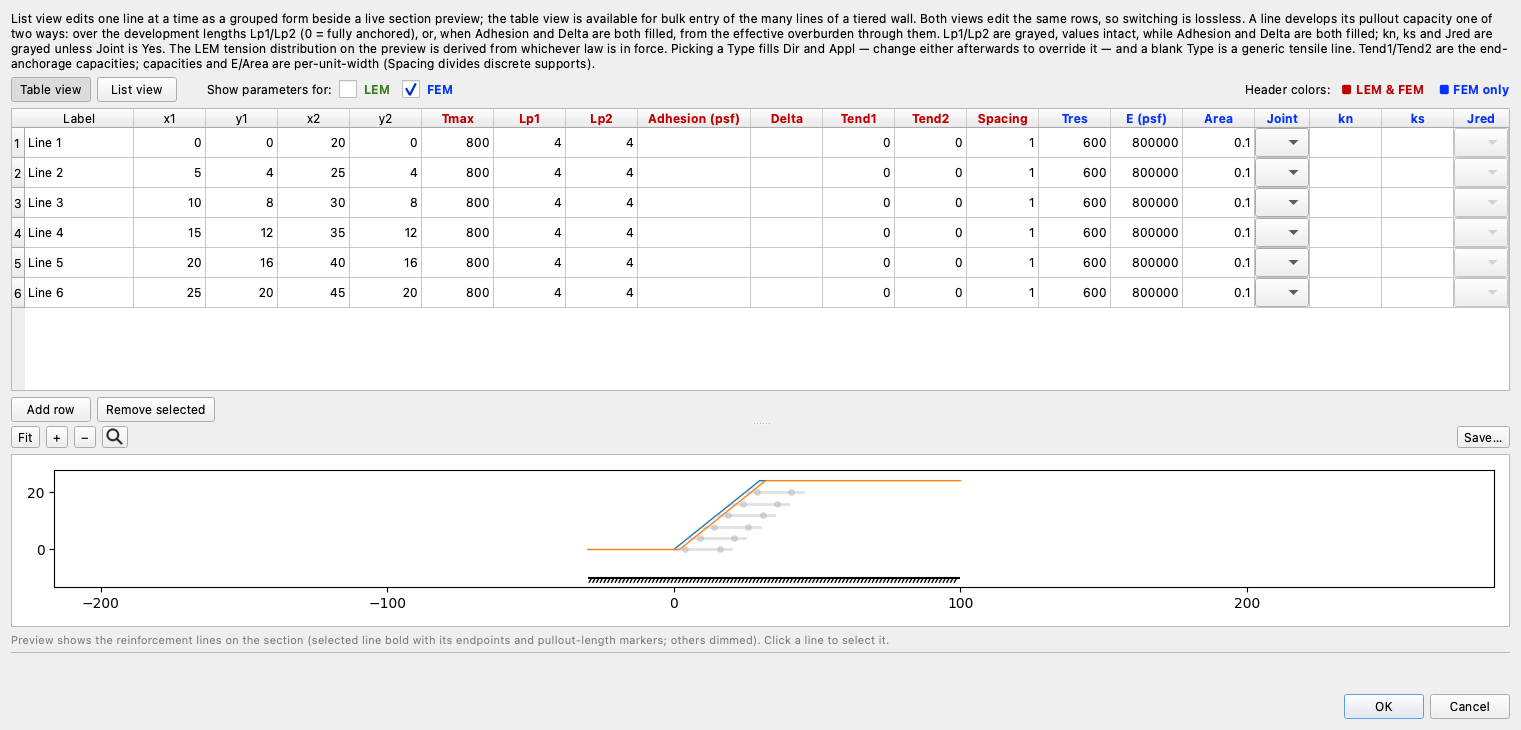 List view edits one line at a time as a grouped form beside a live section preview; the table view is available for bulk entry of the many lines of a tiered wall. Both views edit the same rows, so switching is lossless. A line develops its pullout capacity one of
two ways: over the development lengths Lp1/Lp2 (0 = fully anchored), or, when Adhesion and Delta are both filled, from the effective overburden through them. Lp1/Lp2 are grayed, values intact, while Adhesion and Delta are both filled; kn, ks and Jred are
grayed unless Joint is Yes. The LEM tension distribution on the preview is derived from whichever law is in force. Picking a Type fills Dir and Appl — change either afterwards to override it — and a blank Type is a generic tensile line. Tend1/Tend2 are the end-
anchorage capacities; capacities and E/Area are per-unit-width (Spacing divides discrete supports).
Table view List view Show parameters for: LEM FEM Header colors: LEM & FEM FEM only
Label x1 y1 x2 y2 Tmax Lp1 Lp2 Adhesion (psf) Delta Tend1 Tend2 Spacing Tres E (psf) Area Joint kn ks Jred
1 Line 1 0 0 20 0 800 4 4 0 0 1 600 800000 0.1
2 Line 2 5 4 25 4 800 4 4 0 0 1 600 800000 0.1
3 Line 3 10 8 30 8 800 4 4 0 0 1 600 800000 0.1
4 Line 4 15 12 35 12 800 4 4 0 0 1 600 800000 0.1
5 Line 5 20 16 40 16 800 4 4 0 0 1 600 800000 0.1
6 Line 6 25 20 45 20 800 4 4 0 0 1 600 800000 0.1
Add row Remove selected
Fit + − Save...
20
0
−200 −100 0 100 200
Preview shows the reinforcement lines on the section (selected line bold with its endpoints and pullout-length markers; others dimmed). Click a line to select it.
OK Cancel